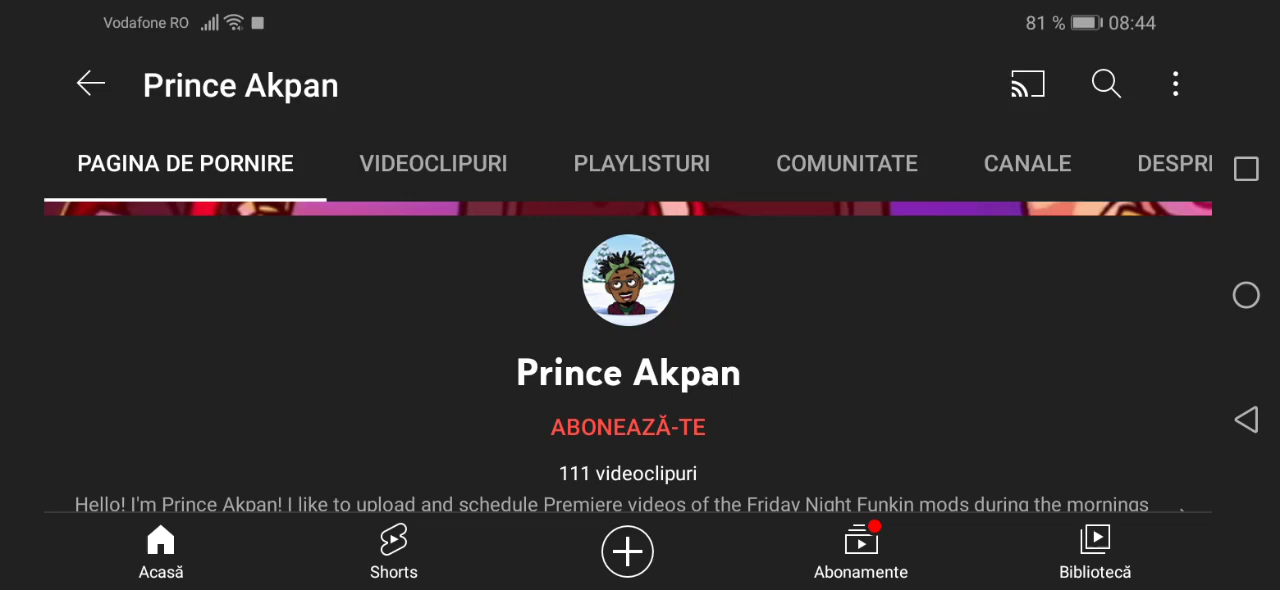 Vodafone RO
81 % 08:44
Prince Akpan
PAGINA DE PORNIRE VIDEOCLIPURI PLAYLISTURI COMUNITATE CANALE DESPRI
Prince Akpan
ABONEAZĂ-TE
111 videoclipuri
Hello! I'm Prince Akpan! I like to upload and schedule Premiere videos of the Friday Night Funkin mods during the mornings
Acasă Shorts Abonamente Bibliotecă